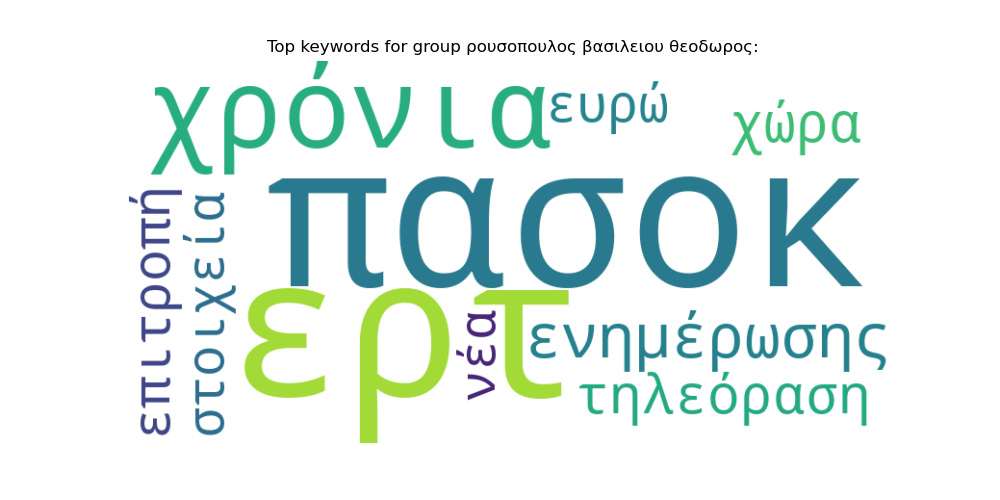 Top keywords for group ρουσοπουλος βασιλειου θεοδωρος:
χρόνια
ευρώ
χώρα
πασοκ
επιτροπή
στοιχεία
ερτ
νέα
ενημέρωσης
τηλεόραση